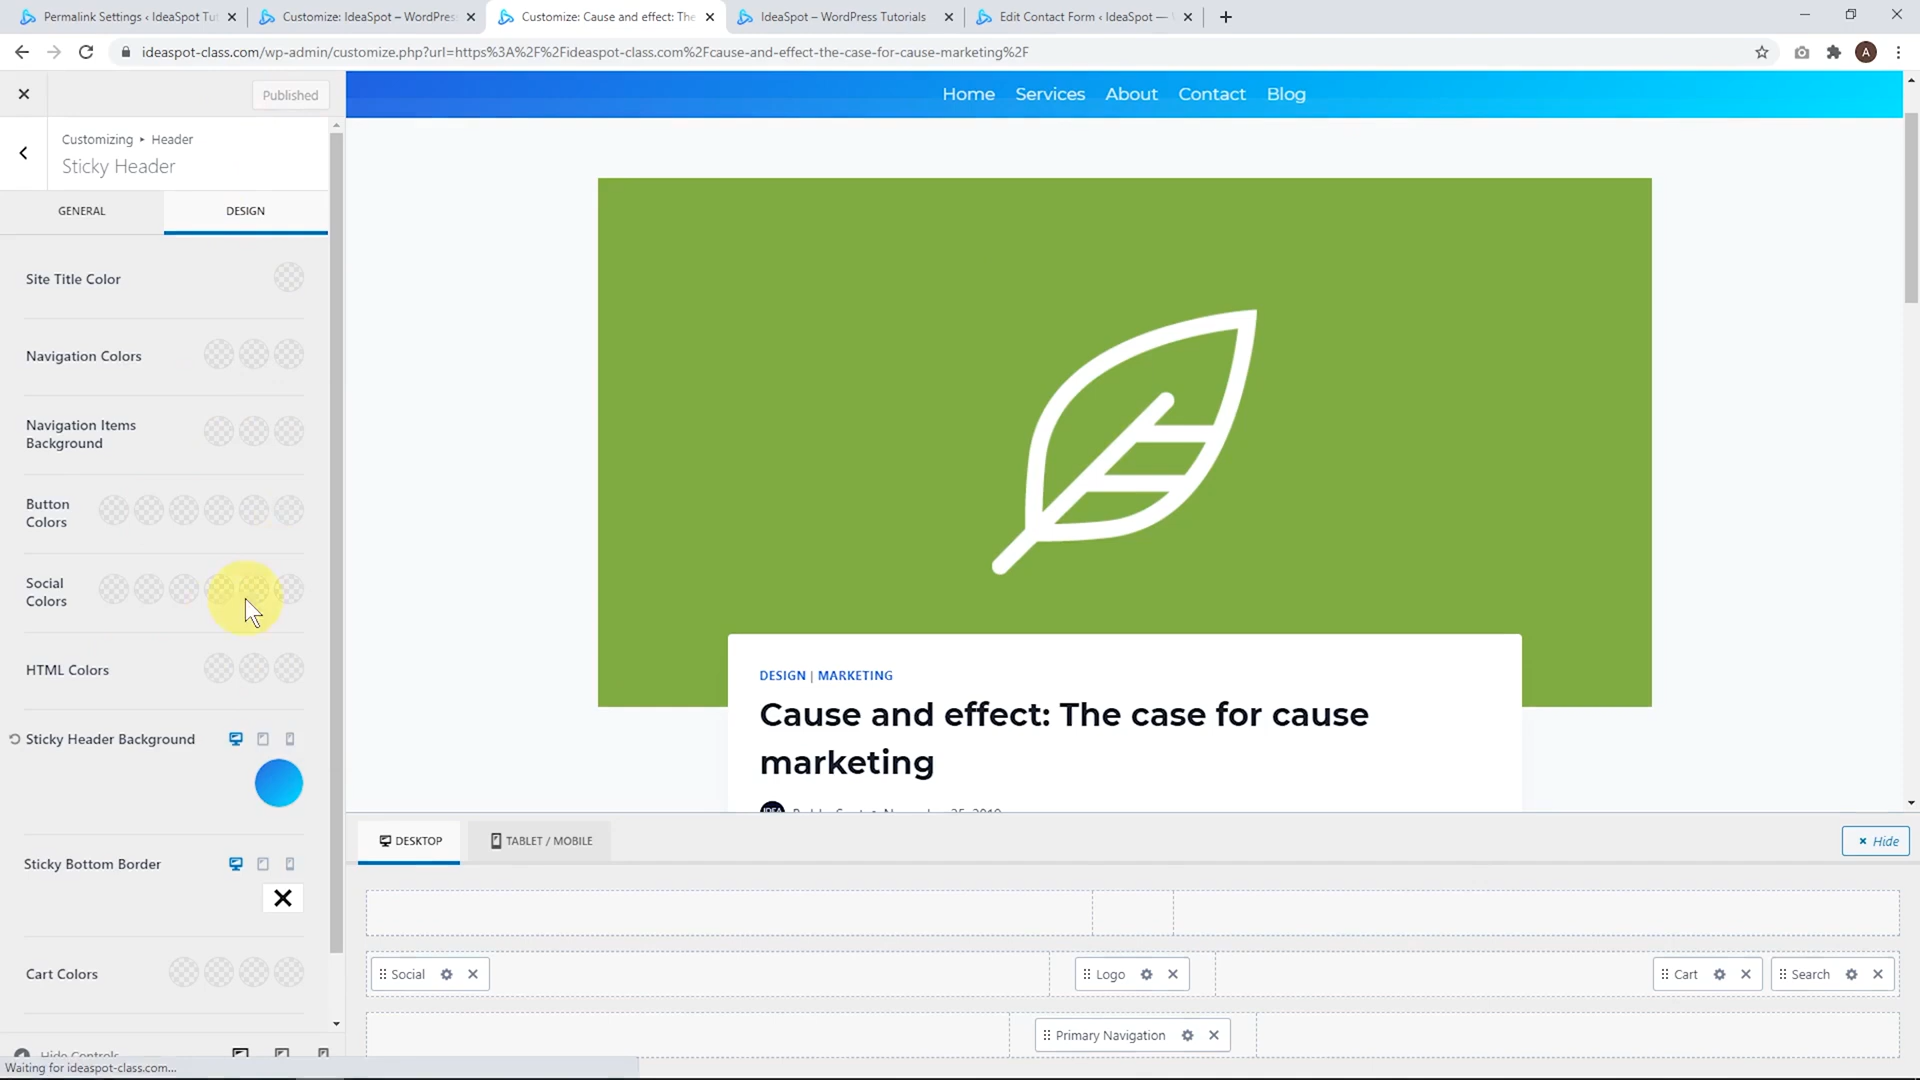 Permalink Settings ‹ IdeaSpot Tut
Customize: IdeaSpot – WordPres
Customize: Cause and effect: The
IdeaSpot – WordPress Tutorials
Edit Contact Form ‹ IdeaSpot —
ideaspot-class.com/wp-admin/customize.php?url=https%3A%2F%2Fideaspot-class.com%2Fcause-and-effect-the-case-for-cause-marketing%2F
A
Published
Home Services About Contact Blog
Customizing ▸ Header
Sticky Header
GENERAL DESIGN
Site Title Color
Navigation Colors
Navigation Items
Background
Button
Colors
Social
Colors
HTML Colors
Sticky Header Background
Sticky Bottom Border
Cart Colors
Hide Controls
Waiting for ideaspot-class.com...
DESIGN | MARKETING
Cause and effect: The case for cause
marketing
DESKTOP TABLET / MOBILE
Hide
Social Logo Cart Search
Primary Navigation